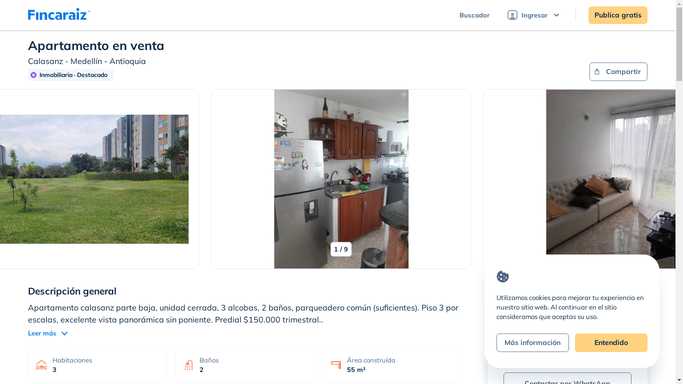 Fincaraiz
Buscador
Ingresar
Publica gratis
Apartamento en venta
Calasanz - Medellín - Antioquia
Inmobiliaria · Destacado
Compartir
1 / 9
Descripción general
Apartamento calasanz parte baja, unidad cerrada, 3 alcobas, 2 baños, parqueadero común (suficientes). Piso 3 por
escalas, excelente vista panorámica sin poniente. Predial $150.000 trimestral...
Leer más
Habitaciones
3
Baños
2
Área construida
55 m²
Utilizamos cookies para mejorar tu experiencia en
nuestro sitio web. Al continuar en el sitio
consideramos que aceptas su uso.
Más información
Entendido
Contactar por WhatsApp